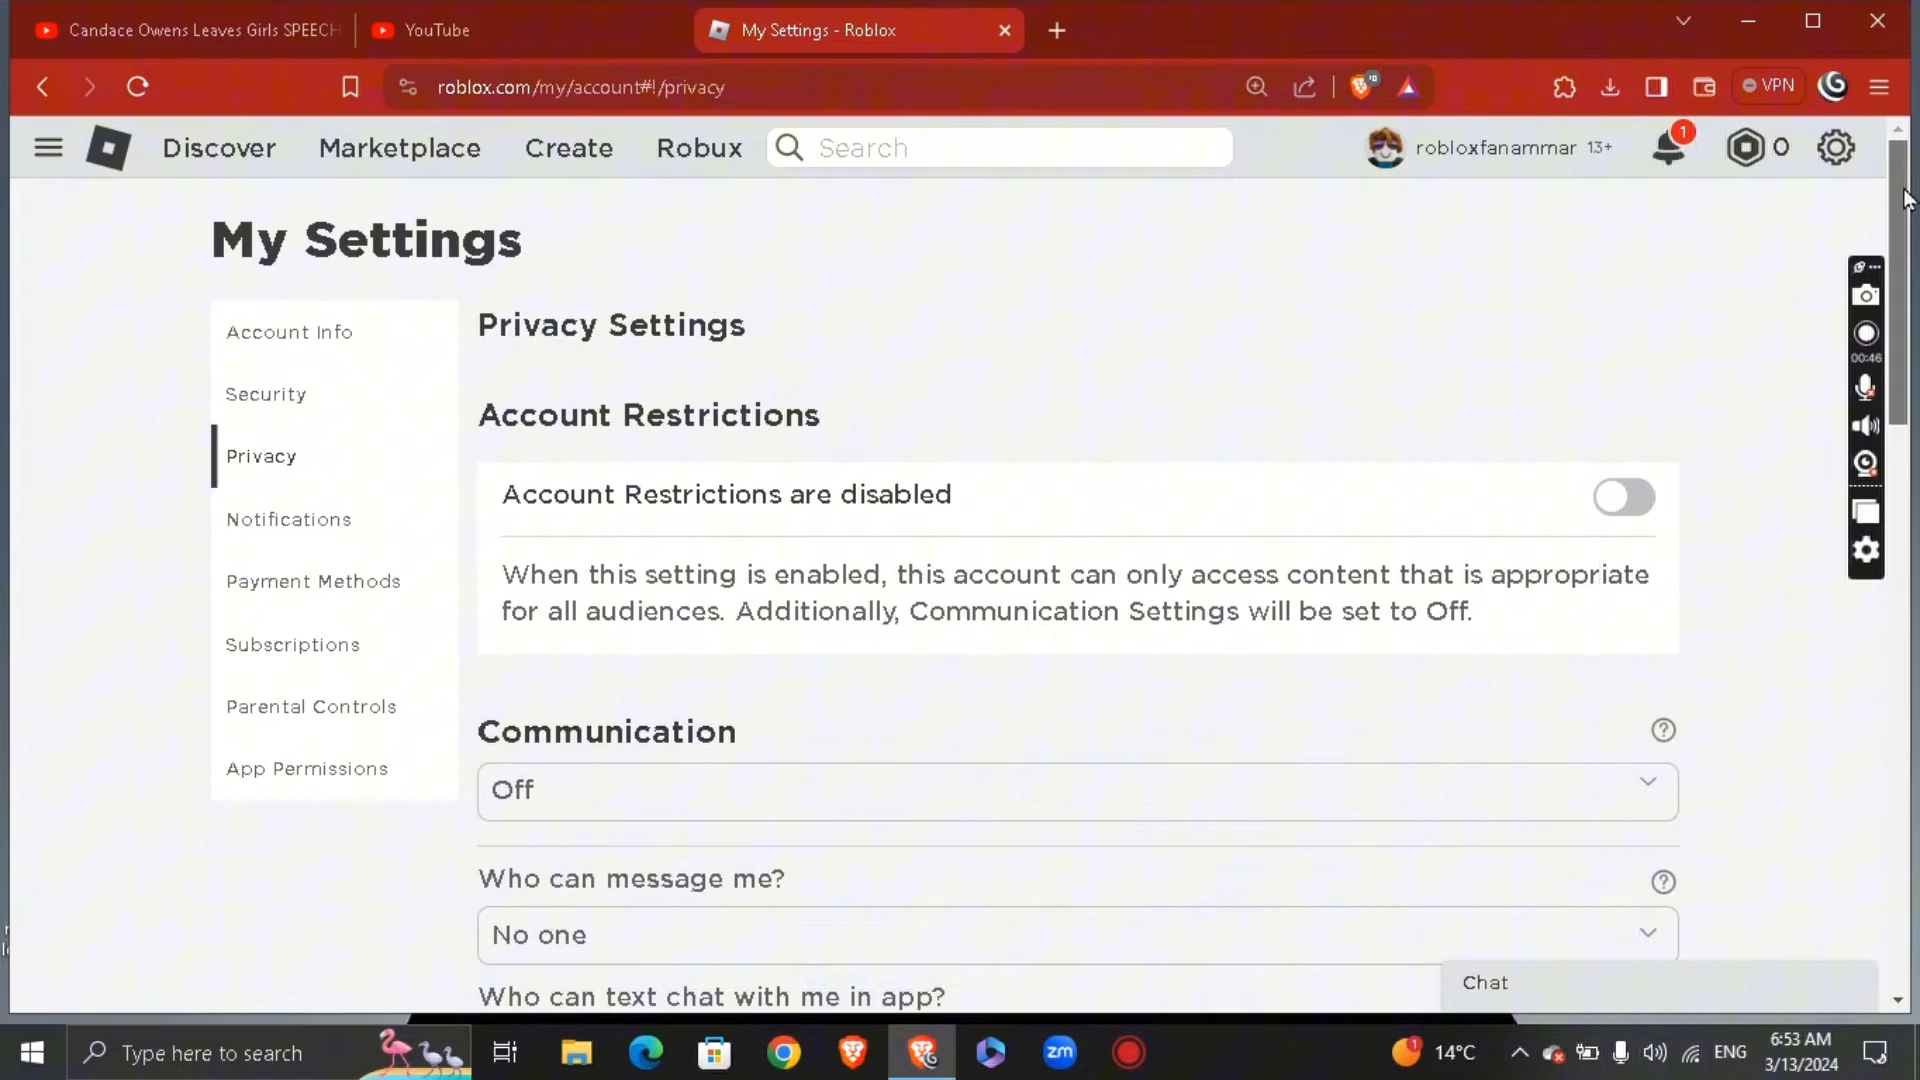 Candace Owens Leaves Girls SPEECH
YouTube
My Settings - Roblox
roblox.com/my/account#!/privacy
VPN
Discover
Marketplace
Create
Robux
Search
robloxfanammar 13+
1
0
My Settings
Account Info
Security
Privacy
Notifications
Payment Methods
Subscriptions
Parental Controls
App Permissions
Privacy Settings
Account Restrictions
Account Restrictions are disabled
When this setting is enabled, this account can only access content that is appropriate
for all audiences. Additionally, Communication Settings will be set to Off.
Communication
Off
Who can message me?
No one
Who can text chat with me in app?
Chat
00:46
Type here to search
zm
1
14°C
ENG
6:53 AM
3/13/2024